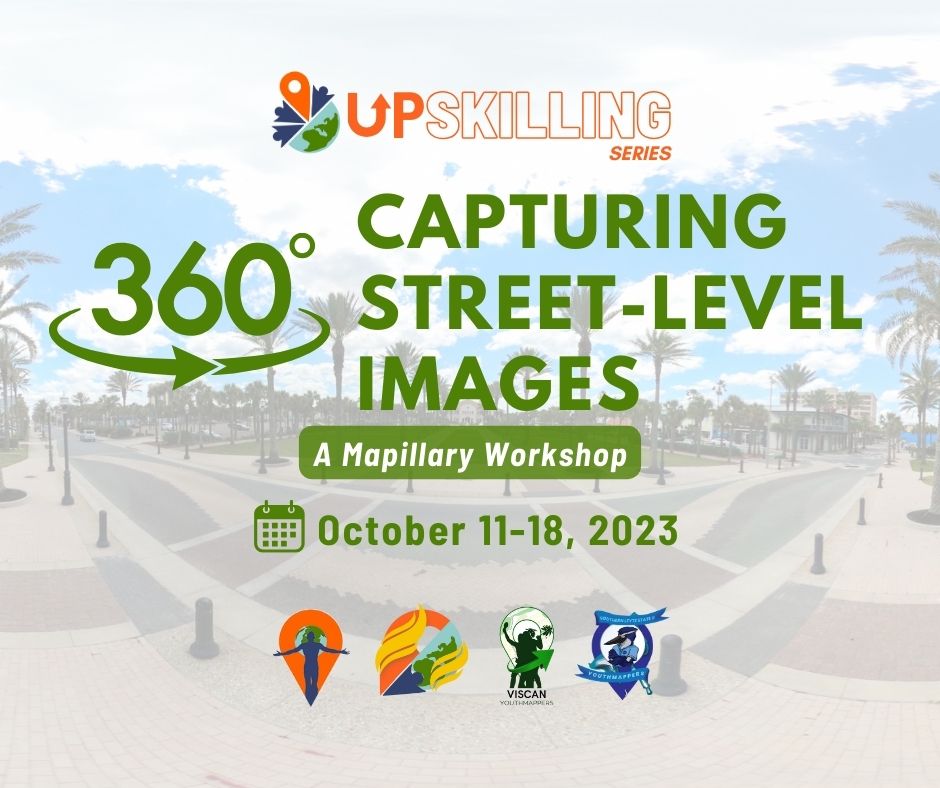 UPSKILLING
SERIES
360°
CAPTURING
STREET-LEVEL
IMAGES
A Mapillary Workshop
October 11-18, 2023
VISCAN
YOUTHMAPPERS
YOUTHMAPPERS